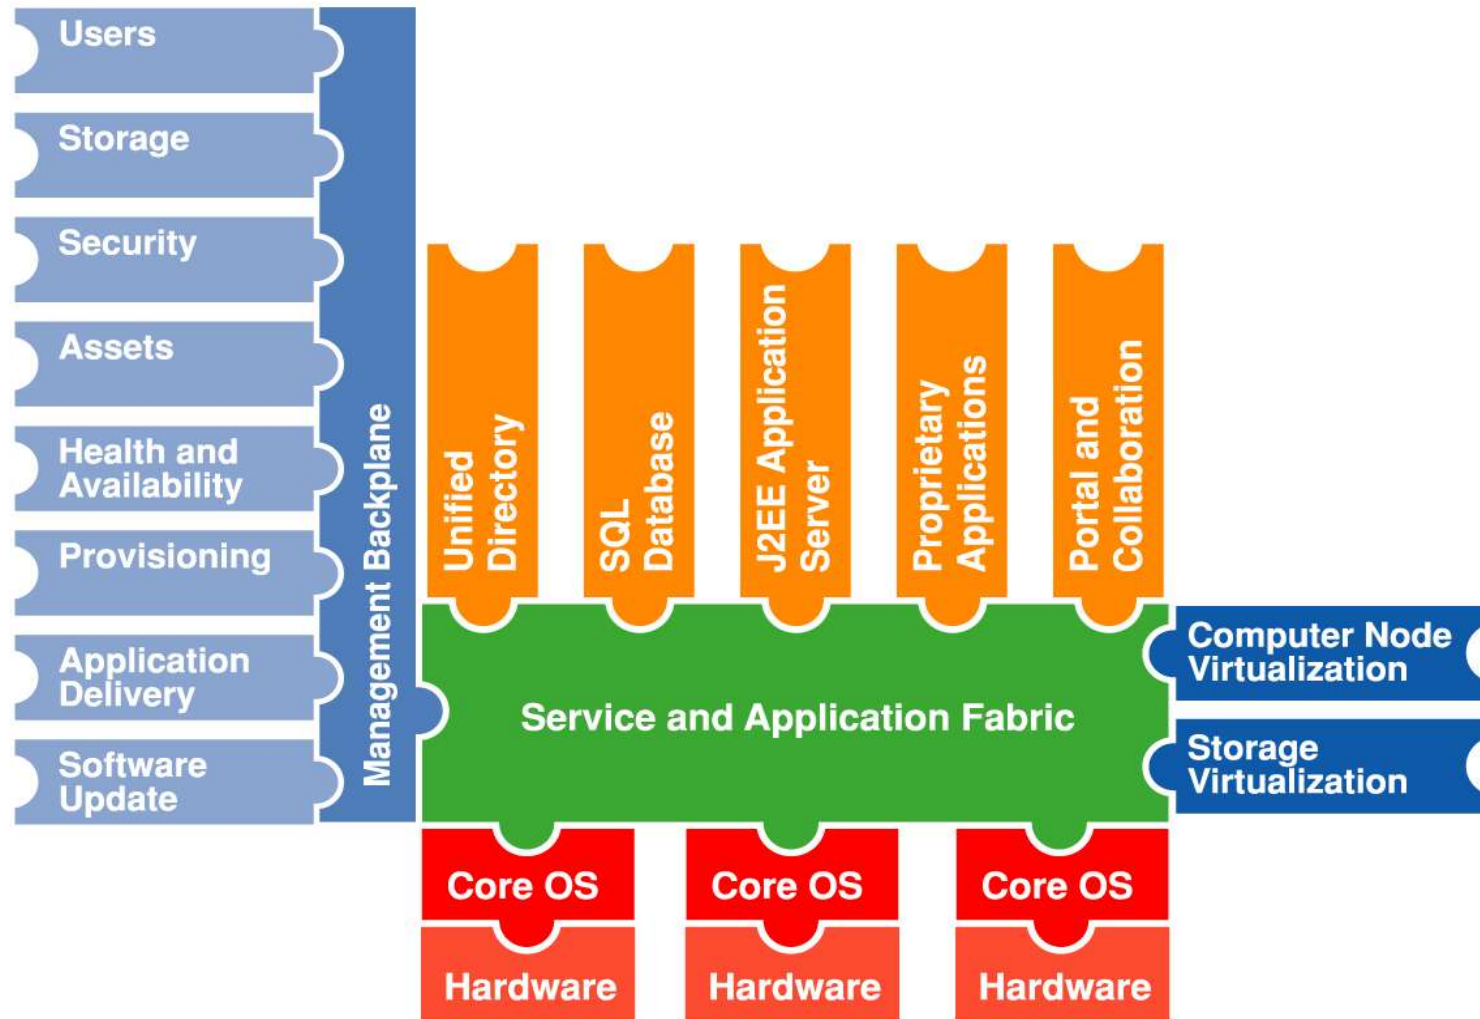 Users
Storage
Security
Assets
Health and
Availability
Provisioning
Application
Delivery
Software
Update
Management Backplane
Unified
Directory
SQL
Database
J2EE Application
Server
Proprietary
Applications
Portal and
Collaboration
Service and Application Fabric
Computer Node
Virtualization
Storage
Virtualization
Core OS
Core OS
Core OS
Hardware
Hardware
Hardware